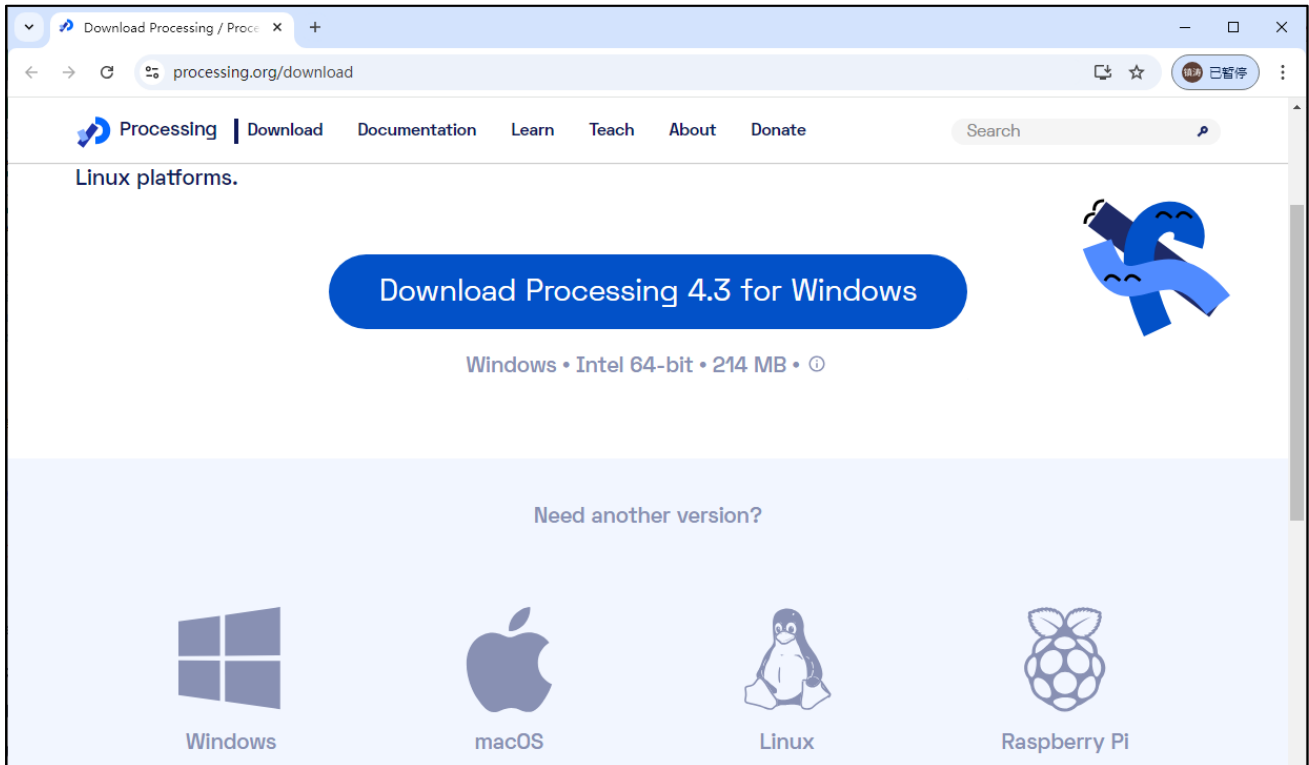 Download Processing / Proce
processing.org/download
镇涛 已暂停
Processing Download Documentation Learn Teach About Donate Search
Linux platforms.
Download Processing 4.3 for Windows
Windows • Intel 64-bit • 214 MB •
Need another version?
Windows macOS Linux Raspberry Pi